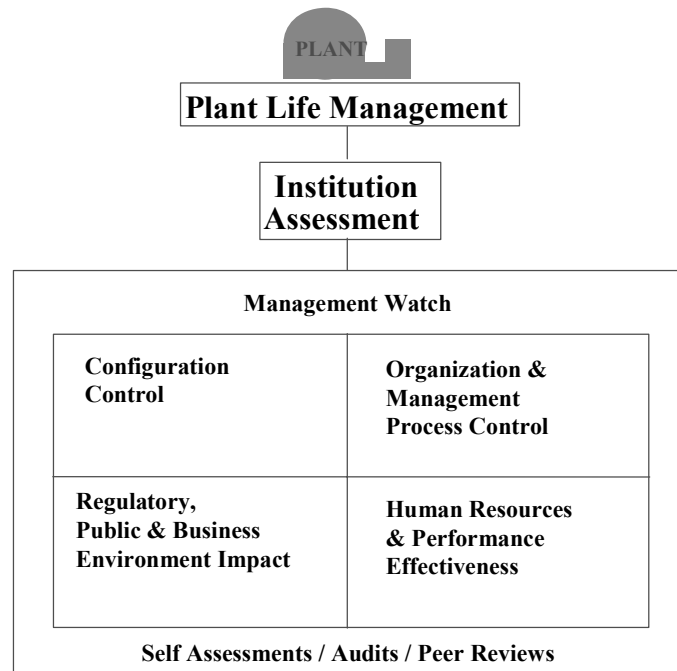 PLANT
Plant Life Management
Institution
Assessment
Management Watch
Configuration
Control
Organization &
Management
Process Control
Regulatory,
Public & Business
Environment Impact
Human Resources
& Performance
Effectiveness
Self Assessments / Audits / Peer Reviews